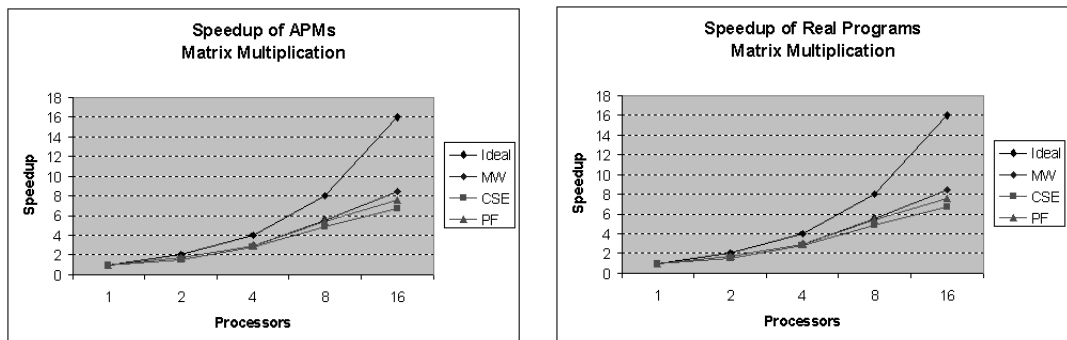 Speedup of APMs
Matrix Multiplication
Speedup
18
16
14
12
10
8
6
4
2
0
1 2 4 8 16
Processors
Ideal
MW
CSE
PF
Speedup of Real Programs
Matrix Multiplication
Speedup
18
16
14
12
10
8
6
4
2
0
1 2 4 8 16
Processors
Ideal
MW
CSE
PF